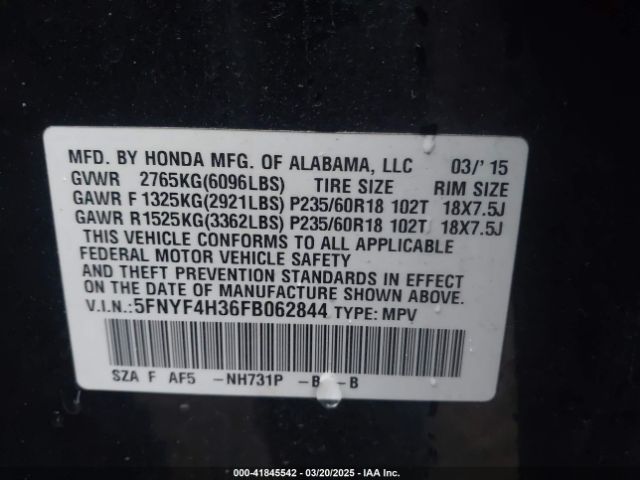 MFD. BY HONDA MFG. OF ALABAMA, LLC 03/'15
GVWR 2765KG(6096LBS) TIRE SIZE RIM SIZE
GAWR F 1325KG(2921LBS) P235/60R18 102T 18X7.5J
GAWR R 1525KG(3362LBS) P235/60R18 102T 18X7.5J
THIS VEHICLE CONFORMS TO ALL APPLICABLE
FEDERAL MOTOR VEHICLE SAFETY
AND THEFT PREVENTION STANDARDS IN EFFECT
ON THE DATE OF MANUFACTURE SHOWN ABOVE.
V.I.N.:5FNYF4H36FB062844 TYPE: MPV
SZA F AF5 -NH731P -B -B
000-41845542 - 03/20/2025 - IAA Inc.